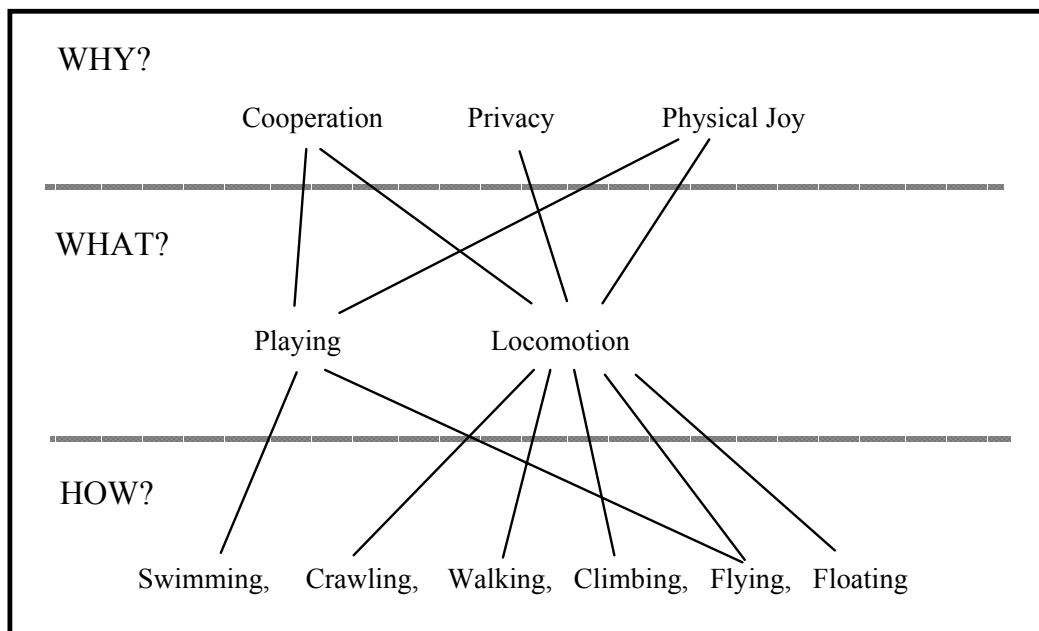 WHY?
Cooperation Privacy Physical Joy
WHAT?
Playing Locomotion
HOW?
Swimming, Crawling, Walking, Climbing, Flying, Floating